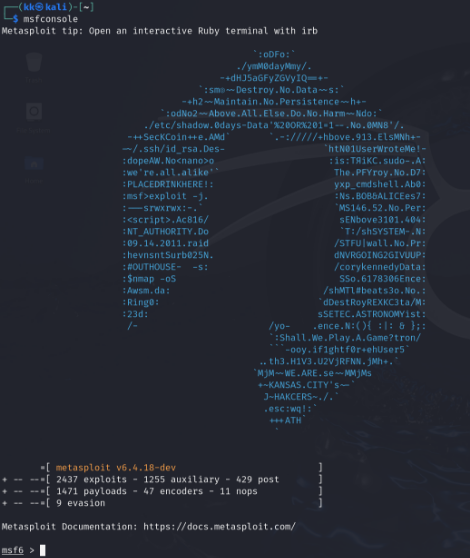 ┌──(kk㉿kali)-[~]
└─$ msfconsole
Metasploit tip: Open an interactive Ruby terminal with irb
`:oDFo:`
./ymM0dayMmy/.
-+dHJ5aGFyZGVyIQ==+-
`:sm⏣~~Destroy.No.Data~~s:`
-+h2~~Maintain.No.Persistence~~h+-
`:odNo2~~Above.All.Else.Do.No.Harm~~Ndo:`
./etc/shadow.0days-Data'%20OR%201=1--.No.0MN8'/.
-++SecKCoin++e.AMd` `.-://///+hbove.913.ElsMNh+-
-~/.ssh/id_rsa.Des- `htN01UserWroteMe!-
:dopeAW.No<nano>o :is:TЯiKC.sudo-.A:
:we're.all.alike'` The.PFYroy.No.D7:
:PLACEDRINKHERE!: yxp_cmdshell.Ab0:
:msf>exploit -j. :Ns.BOB&ALICEes7:
:---srwxrwx:-.` `MS146.52.No.Per:
:<script>.Ac816/ sENbove3101.404:
:NT_AUTHORITY.Do `T:/shSYSTEM-.N:
:09.14.2011.raid /STFU|wall.No.Pr:
:hevnsntSurb025N. dNVRGOING2GIVUUP:
:#OUTHOUSE- -s: /corykennedyData:
:$nmap -oS SSo.6178306Ence:
:Awsm.da: /shMTl#beats3o.No.:
:Ring0: `dDestRoyREXKC3ta/M:
:23d: sSETEC.ASTRONOMYist:
/- /yo- .ence.N:(){ :|: & };:
`:Shall.We.Play.A.Game?tron/
```-ooy.if1ghtf0r+ehUser5`
..th3.H1V3.U2VjRFNN.jMh+.`
`MjM~~WE.ARE.se~~MMjMs
+~KANSAS.CITY's~-`
J~HAKCERS~./.`
.esc:wq!:`
+++ATH`
`
=[ metasploit v6.4.18-dev ]
+ -- --=[ 2437 exploits - 1255 auxiliary - 429 post ]
+ -- --=[ 1471 payloads - 47 encoders - 11 nops ]
+ -- --=[ 9 evasion ]
Metasploit Documentation: https://docs.metasploit.com/
msf6 >